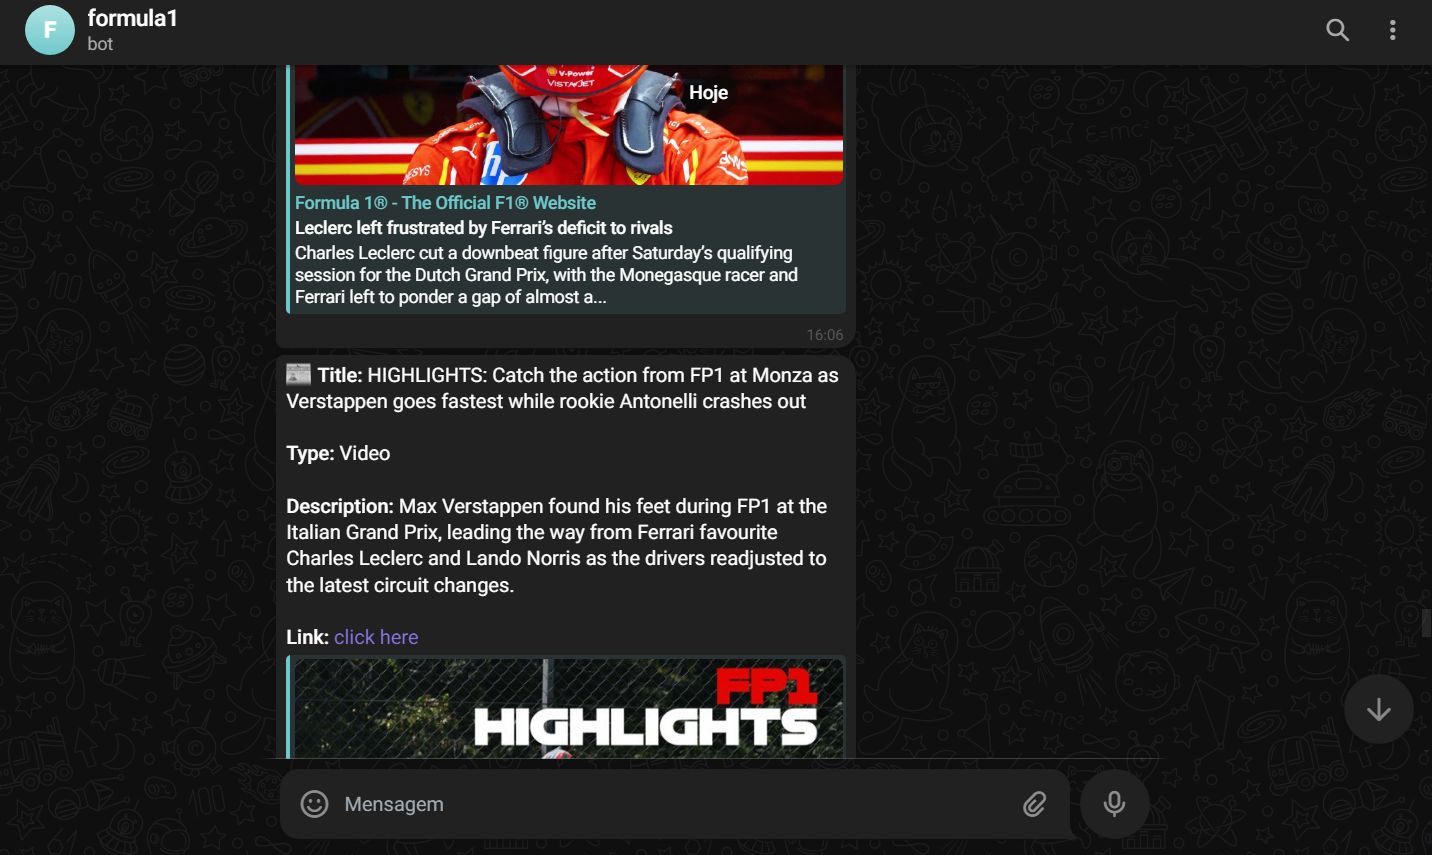 F
formula1
bot
V-Power
VISTAJET
Hoje
Formula 1® - The Official F1® Website
Leclerc left frustrated by Ferrari’s deficit to rivals
Charles Leclerc cut a downbeat figure after Saturday’s qualifying
session for the Dutch Grand Prix, with the Monegasque racer and
Ferrari left to ponder a gap of almost a...
16:06
Title: HIGHLIGHTS: Catch the action from FP1 at Monza as
Verstappen goes fastest while rookie Antonelli crashes out
Type: Video
Description: Max Verstappen found his feet during FP1 at the
Italian Grand Prix, leading the way from Ferrari favourite
Charles Leclerc and Lando Norris as the drivers readjusted to
the latest circuit changes.
Link: click here
FP1
HIGHLIGHTS
Mensagem